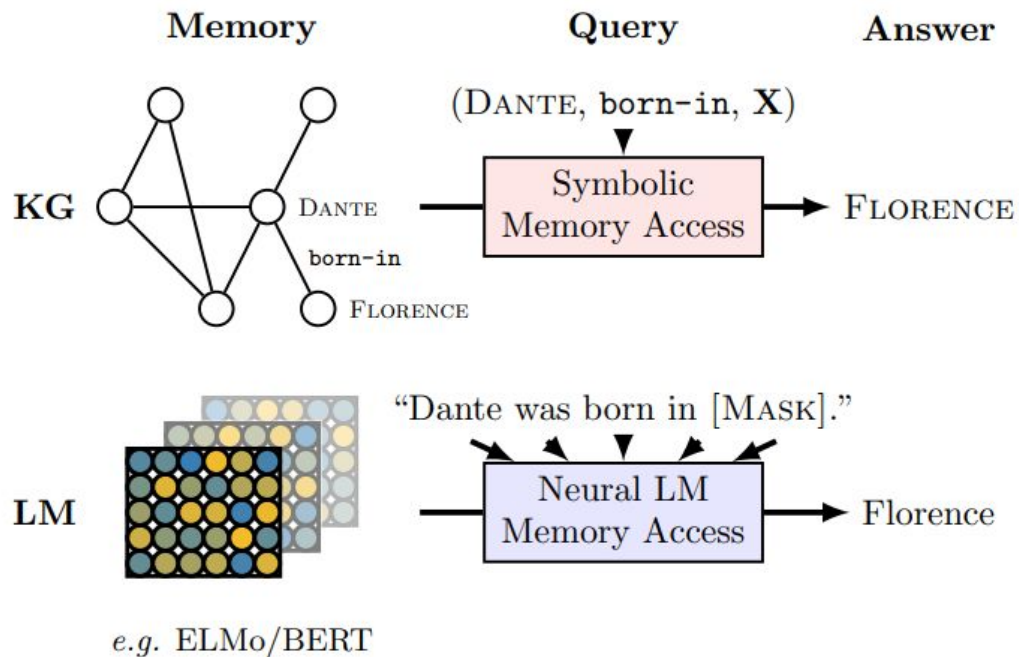 Memory Query Answer
(DANTE, born-in, X)
KG DANTE Symbolic Memory Access FLORENCE
born-in
FLORENCE
“Dante was born in [MASK].”
LM Neural LM Memory Access Florence
e.g. ELMo/BERT